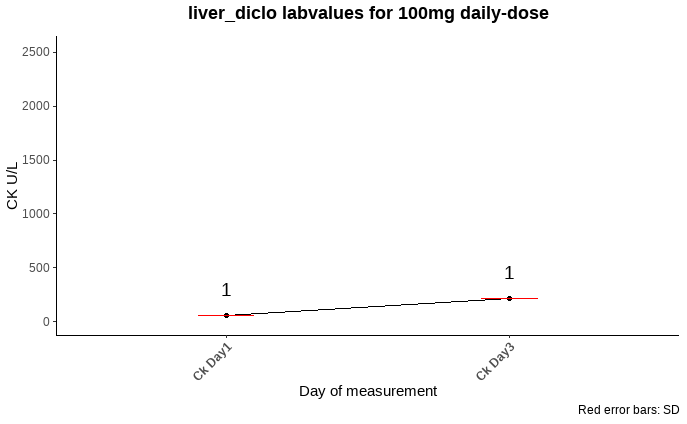 liver_diclo labvalues for 100mg daily-dose
CK U/L
2500
2000
1500
1000
500
0
1
1
Ck Day1
Ck Day3
Day of measurement
Red error bars: SD